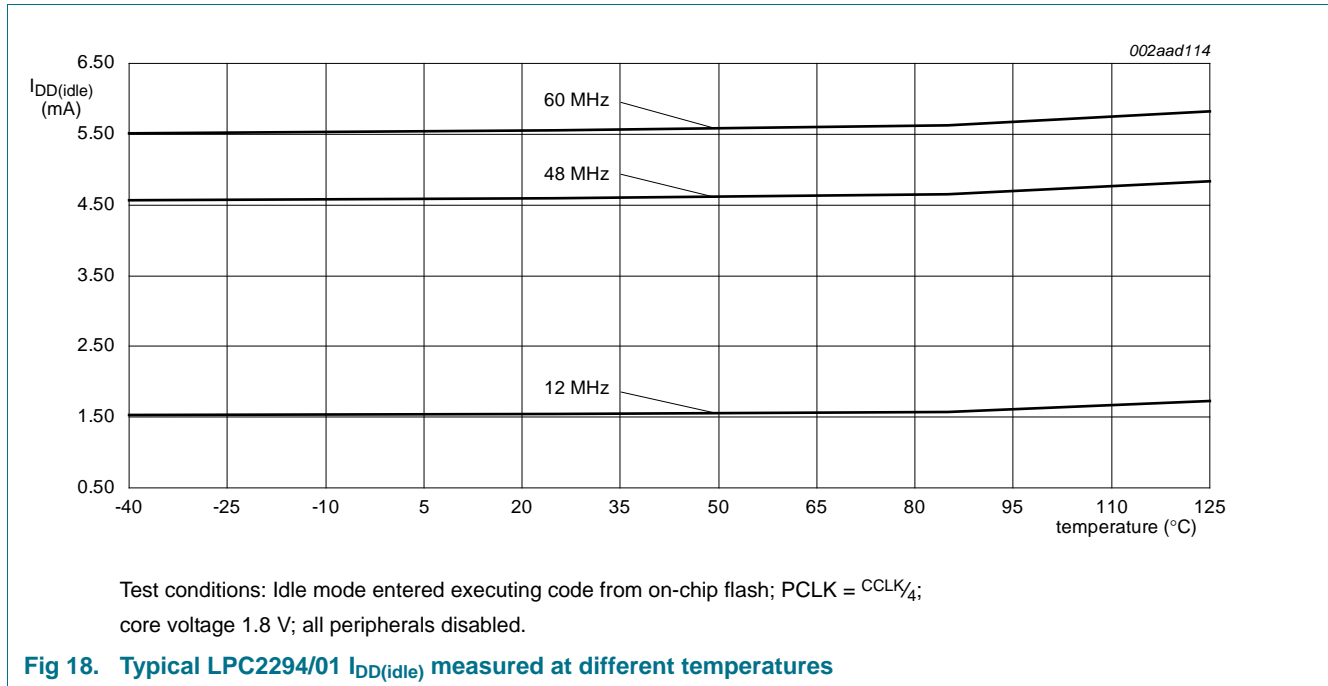 002aad114
6.50
I_DD(idle)
(mA)
60 MHz
5.50
48 MHz
4.50
3.50
2.50
12 MHz
1.50
0.50
-40 -25 -10 5 20 35 50 65 80 95 110 125
temperature (°C)
Test conditions: Idle mode entered executing code from on-chip flash; PCLK = CCLK/4;
core voltage 1.8 V; all peripherals disabled.
Fig 18. Typical LPC2294/01 I_DD(idle) measured at different temperatures